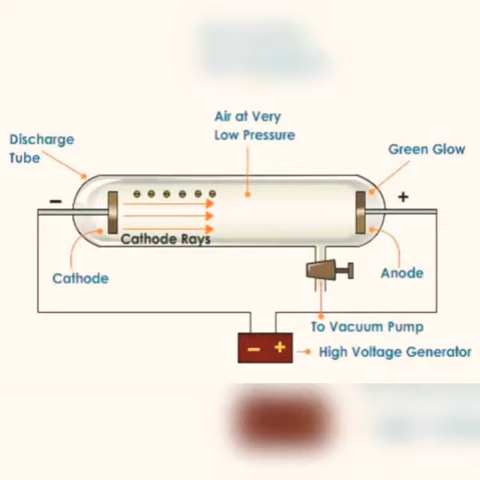 Air at Very
Low Pressure
Discharge
Tube
Green Glow
−
+
Cathode Rays
Cathode
Anode
To Vacuum Pump
− +
High Voltage Generator